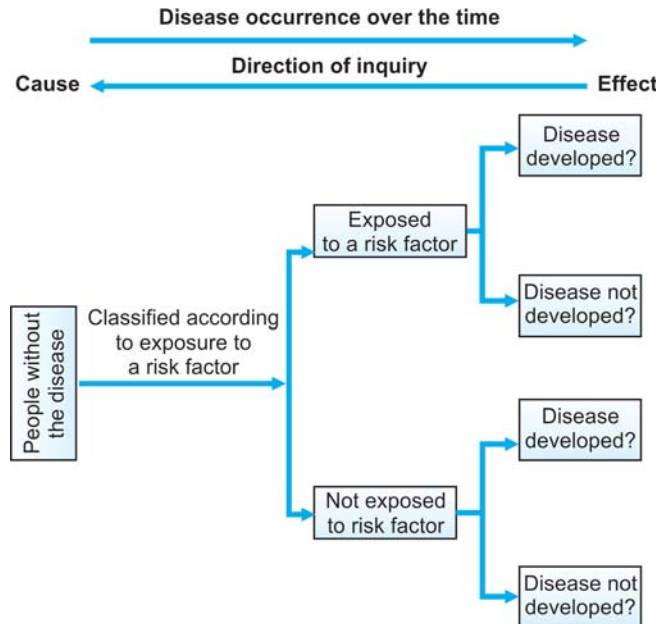 Disease occurrence over the time
Direction of inquiry
Cause
Effect
Disease
developed?
Exposed
to a risk factor
Disease not
developed?
Classified according
to exposure to
a risk factor
People without
the disease
Disease
developed?
Not exposed
to risk factor
Disease not
developed?